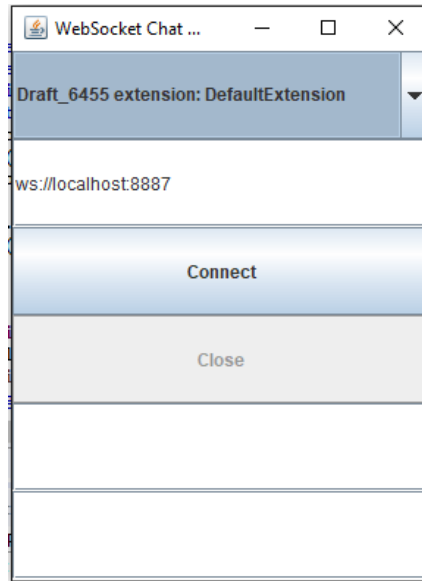 WebSocket Chat ...
Draft_6455 extension: DefaultExtension
ws://localhost:8887
Connect
Close